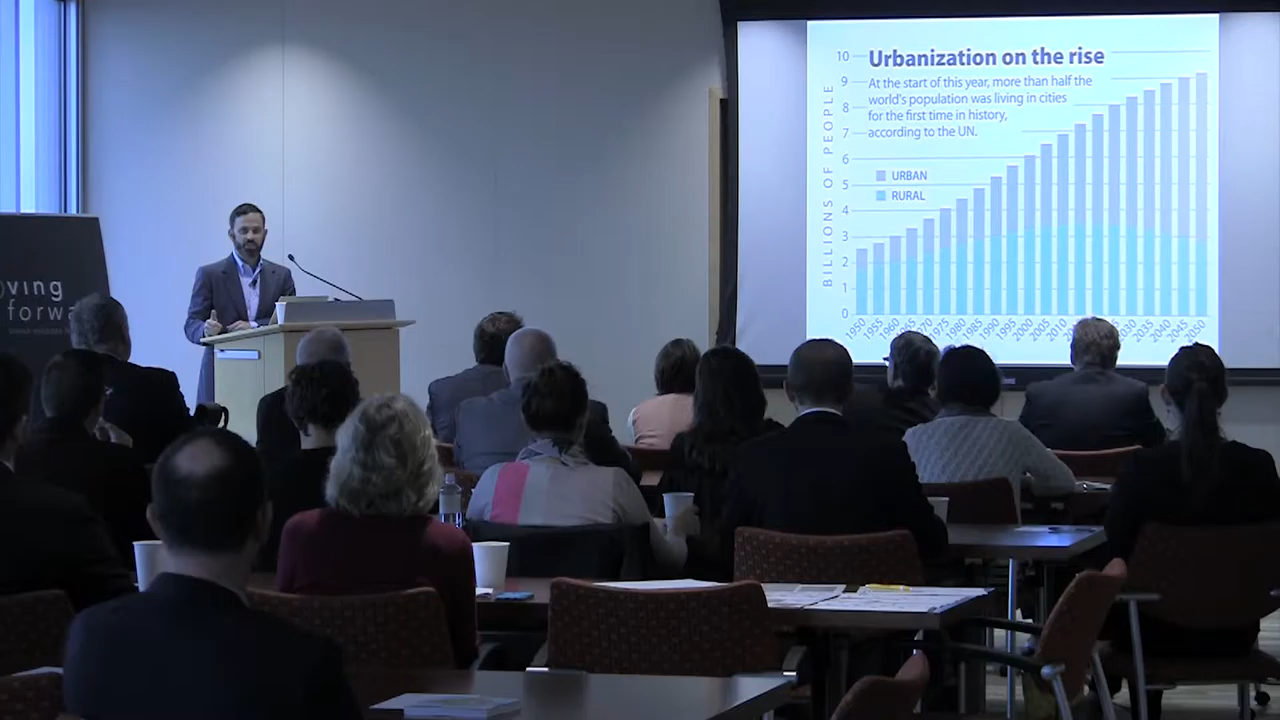 ving
forwa
Urbanization on the rise
At the start of this year, more than half the
world's population was living in cities
for the first time in history,
according to the UN.
BILLIONS OF PEOPLE
10
9
8
7
6
5
4
3
2
1
0
URBAN
RURAL
1950 1955 1960 1965 1970 1975 1980 1985 1990 1995 2000 2005 2010 2030 2035 2040 2045 2050